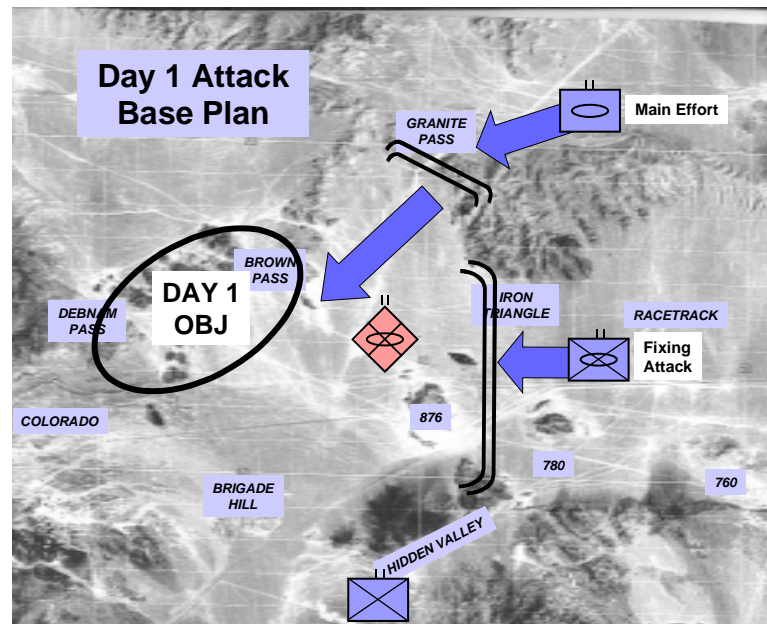 Day 1 Attack
Base Plan
GRANITE
PASS
Main Effort
BROWN
PASS
DAY 1
OBJ
DEBNAM
PASS
IRON
TRIANGLE
RACETRACK
Fixing
Attack
COLORADO
876
780
760
BRIGADE
HILL
HIDDEN VALLEY